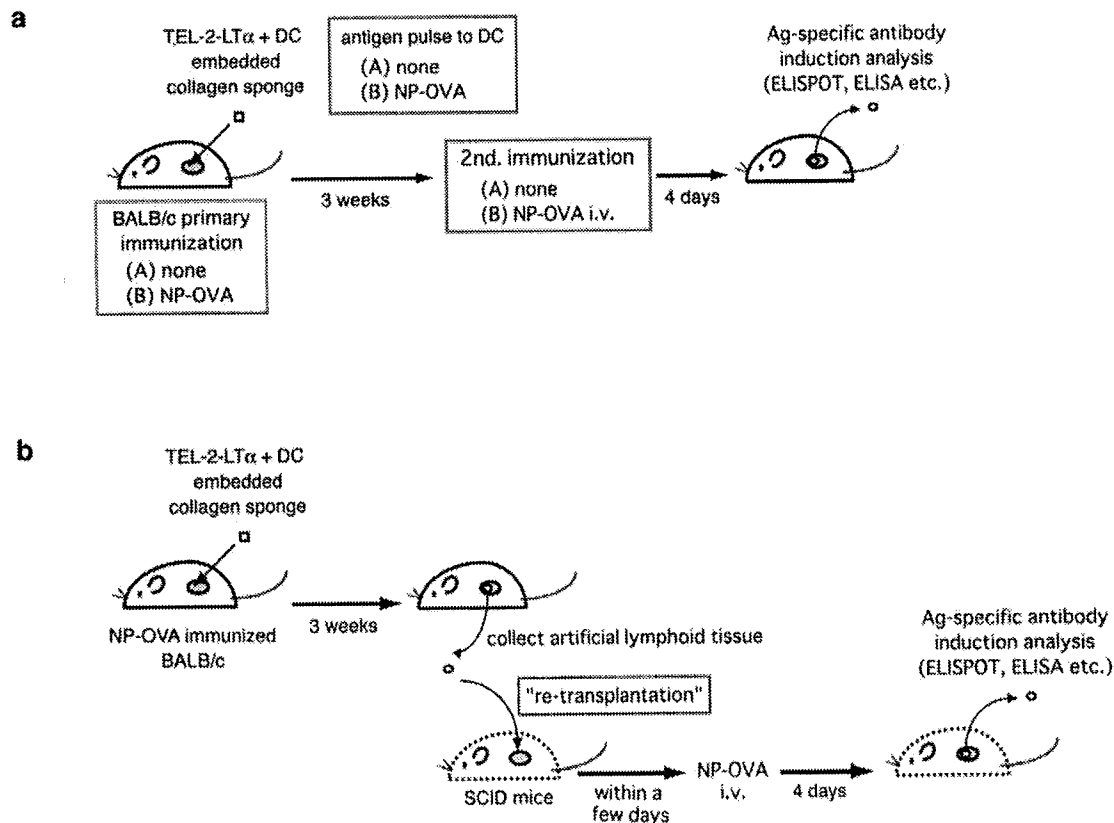 a
TEL-2-LTα + DC
embedded
collagen sponge
antigen pulse to DC
(A) none
(B) NP-OVA
Ag-specific antibody
induction analysis
(ELISPOT, ELISA etc.)
BALB/c primary
immunization
(A) none
(B) NP-OVA
3 weeks
2nd. immunization
(A) none
(B) NP-OVA i.v.
4 days
b
TEL-2-LTα + DC
embedded
collagen sponge
NP-OVA immunized
BALB/c
3 weeks
collect artificial lymphoid tissue
"re-transplantation"
SCID mice
within a
few days
NP-OVA
i.v.
4 days
Ag-specific antibody
induction analysis
(ELISPOT, ELISA etc.)